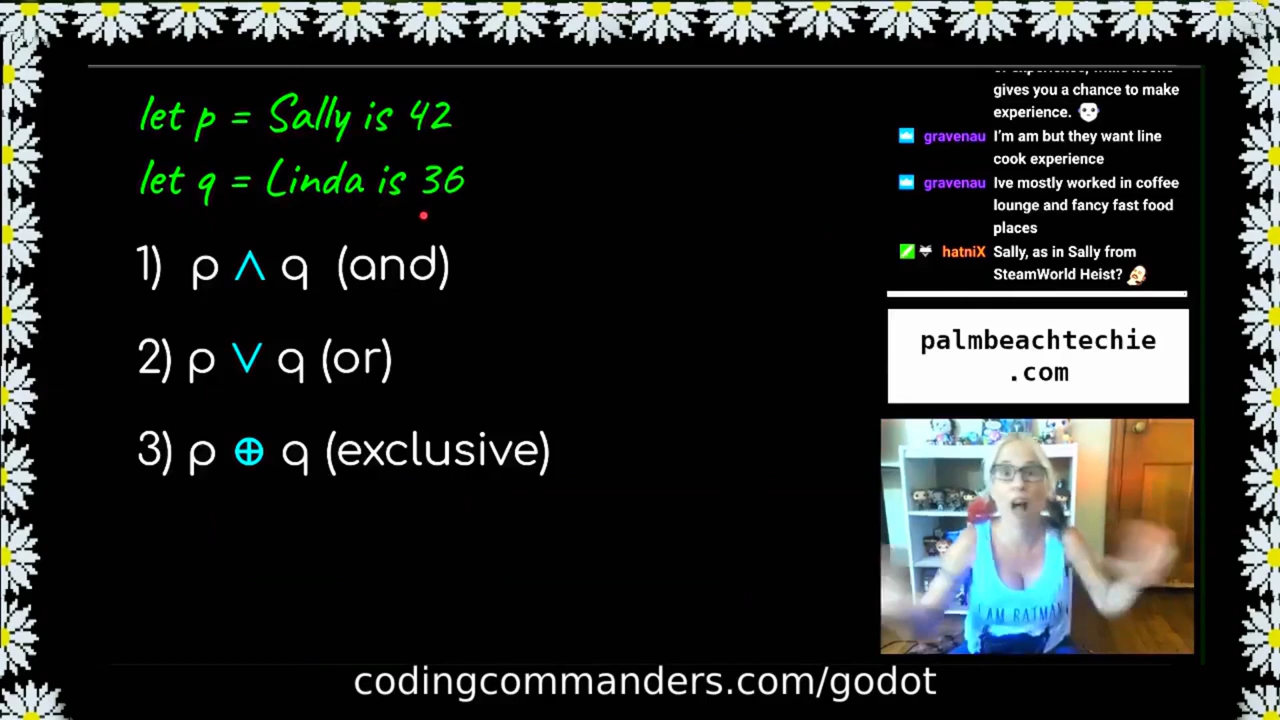 let p = Sally is 42
let q = Linda is 36
1) p ∧ q (and)
2) p ∨ q (or)
3) p ⊕ q (exclusive)
gives you a chance to make
experience.
gravenau I'm am but they want line
cook experience
gravenau Ive mostly worked in coffee
lounge and fancy fast food
places
hatniX Sally, as in Sally from
SteamWorld Heist?
palmbeachtechie
.com
I AM BATMAN
codingcommanders.com/godot